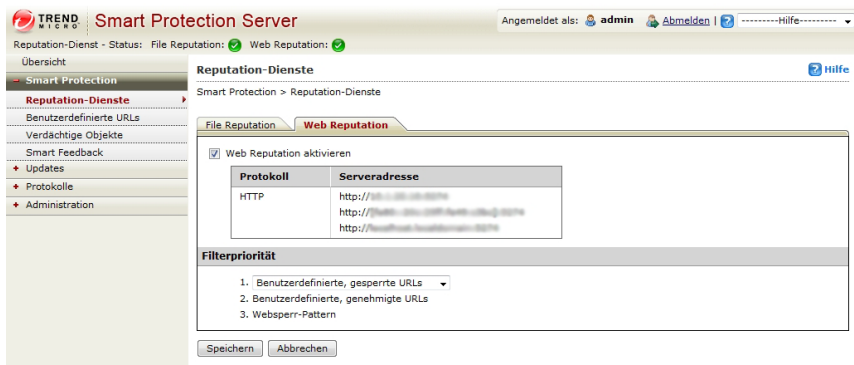 TREND MICRO Smart Protection Server
Angemeldet als: admin Abmelden | ? ---------Hilfe---------
Reputation-Dienst - Status: File Reputation: Web Reputation:
Übersicht
Smart Protection
Reputation-Dienste
Benutzerdefinierte URLs
Verdächtige Objekte
Smart Feedback
Updates
Protokolle
Administration
Reputation-Dienste
? Hilfe
Smart Protection > Reputation-Dienste
File Reputation Web Reputation
Web Reputation aktivieren
Protokoll Serveradresse
HTTP http://
http://
http://
Filterpriorität
1. Benutzerdefinierte, gesperrte URLs
2. Benutzerdefinierte, genehmigte URLs
3. Websperr-Pattern
Speichern Abbrechen